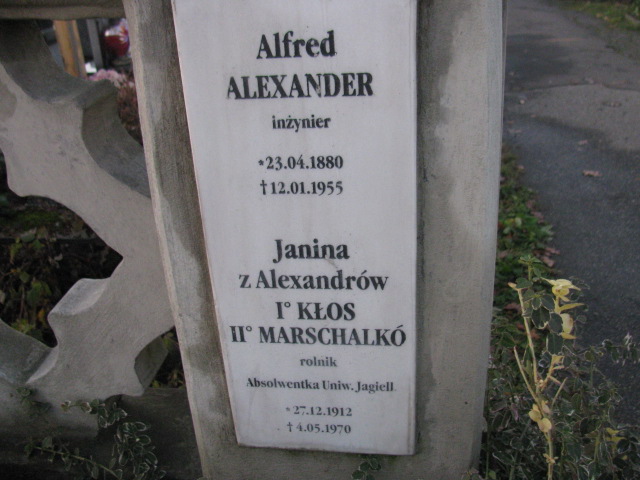 Alfred
ALEXANDER
inżynier
*23.04.1880
†12.01.1955
Janina
z Alexandrów
I° KŁOS
II° MARSCHALKÓ
rolnik
Absolwentka Uniw. Jagiell.
*27.12.1912
†4.05.1970